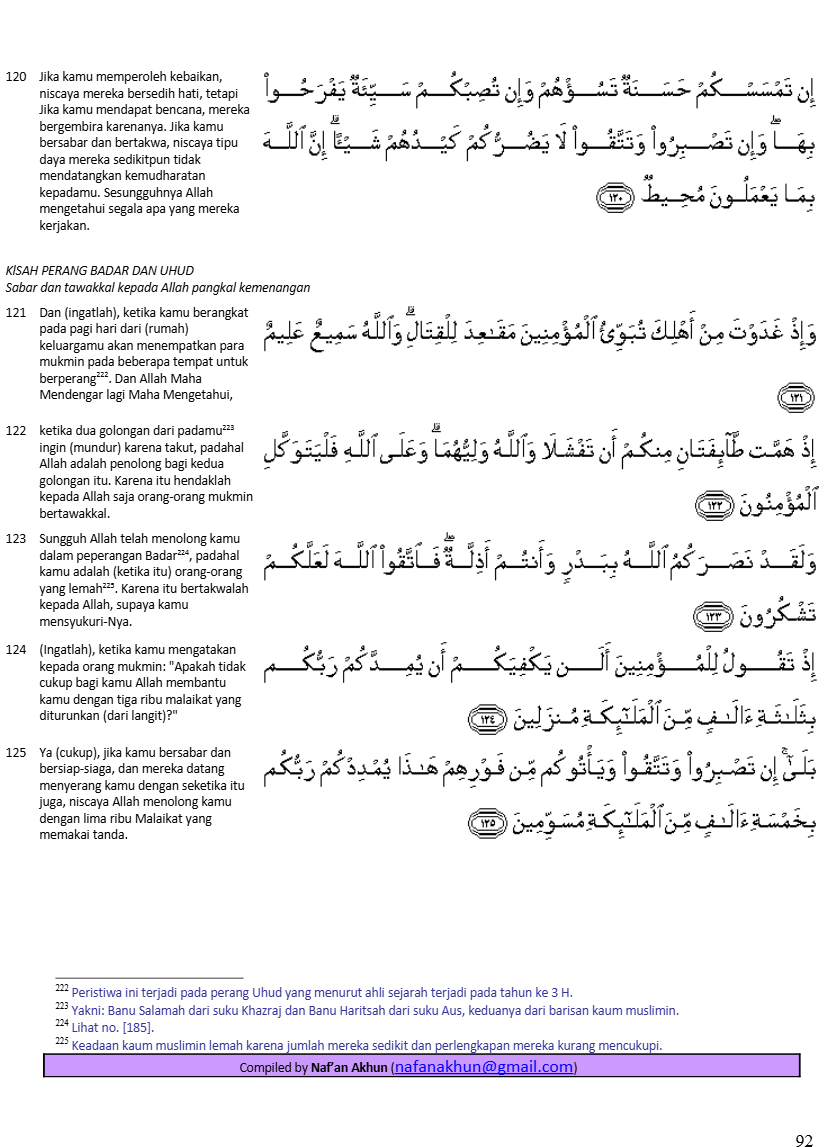 120 Jika kamu memperoleh kebaikan,
niscaya mereka bersedih hati, tetapi
Jika kamu mendapat bencana, mereka
bergembira karenanya. Jika kamu
bersabar dan bertakwa, niscaya tipu
daya mereka sedikitpun tidak
mendatangkan kemudharatan
kepadamu. Sesungguhnya Allah
mengetahui segala apa yang mereka
kerjakan.
إِن تَمْسَسْكُمْ حَسَنَةٌ تَسُؤْهُمْ وَإِن تُصِبْكُمْ سَيِّئَةٌ يَفْرَحُوا۟
بِهَا ۖ وَإِن تَصْبِرُوا۟ وَتَتَّقُوا۟ لَا يَضُرُّكُمْ كَيْدُهُمْ شَيْـًٔا ۗ إِنَّ ٱللَّهَ
بِمَا يَعْمَلُونَ مُحِيطٌ ١٢٠
KISAH PERANG BADAR DAN UHUD
Sabar dan tawakkal kepada Allah pangkal kemenangan
121 Dan (ingatlah), ketika kamu berangkat
pada pagi hari dari (rumah)
keluargamu akan menempatkan para
mukmin pada beberapa tempat untuk
berperang²²². Dan Allah Maha
Mendengar lagi Maha Mengetahui,
وَإِذْ غَدَوْتَ مِنْ أَهْلِكَ تُبَوِّئُ ٱلْمُؤْمِنِينَ مَقَـٰعِدَ لِلْقِتَالِ ۗ وَٱللَّهُ سَمِيعٌ عَلِيمٌ
١٢١
122 ketika dua golongan dari padamu²²³
ingin (mundur) karena takut, padahal
Allah adalah penolong bagi kedua
golongan itu. Karena itu hendaklah
kepada Allah saja orang-orang mukmin
bertawakkal.
إِذْ هَمَّت طَّآئِفَتَانِ مِنكُمْ أَن تَفْشَلَا وَٱللَّهُ وَلِيُّهُمَا ۗ وَعَلَى ٱللَّهِ فَلْيَتَوَكَّلِ
ٱلْمُؤْمِنُونَ ١٢٢
123 Sungguh Allah telah menolong kamu
dalam peperangan Badar²²⁴, padahal
kamu adalah (ketika itu) orang-orang
yang lemah²²⁵. Karena itu bertakwalah
kepada Allah, supaya kamu
mensyukuri-Nya.
وَلَقَدْ نَصَرَكُمُ ٱللَّهُ بِبَدْرٍ وَأَنتُمْ أَذِلَّةٌ ۖ فَٱتَّقُوا۟ ٱللَّهَ لَعَلَّكُمْ
تَشْكُرُونَ ١٢٣
124 (Ingatlah), ketika kamu mengatakan
kepada orang mukmin: "Apakah tidak
cukup bagi kamu Allah membantu
kamu dengan tiga ribu malaikat yang
diturunkan (dari langit)?"
إِذْ تَقُولُ لِلْمُؤْمِنِينَ أَلَن يَكْفِيَكُمْ أَن يُمِدَّكُمْ رَبُّكُم
بِثَلَـٰثَةِ ءَالَـٰفٍ مِّنَ ٱلْمَلَـٰٓئِكَةِ مُنزَلِينَ ١٢٤
125 Ya (cukup), jika kamu bersabar dan
bersiap-siaga, dan mereka datang
menyerang kamu dengan seketika itu
juga, niscaya Allah menolong kamu
dengan lima ribu Malaikat yang
memakai tanda.
بَلَىٰٓ ۚ إِن تَصْبِرُوا۟ وَتَتَّقُوا۟ وَيَأْتُوكُم مِّن فَوْرِهِمْ هَـٰذَا يُمْدِدْكُمْ رَبُّكُم
بِخَمْسَةِ ءَالَـٰفٍ مِّنَ ٱلْمَلَـٰٓئِكَةِ مُسَوِّمِينَ ١٢٥
²²² Peristiwa ini terjadi pada perang Uhud yang menurut ahli sejarah terjadi pada tahun ke 3 H.
²²³ Yakni: Banu Salamah dari suku Khazraj dan Banu Haritsah dari suku Aus, keduanya dari barisan kaum muslimin.
²²⁴ Lihat no. [185].
²²⁵ Keadaan kaum muslimin lemah karena jumlah mereka sedikit dan perlengkapan mereka kurang mencukupi.
Compiled by Naf'an Akhun (nafanakhun@gmail.com)
92